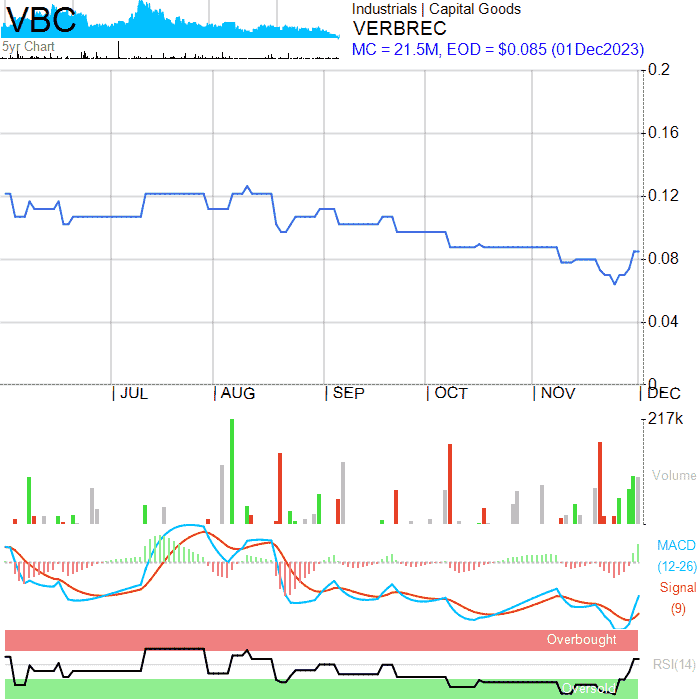 VBC
5yr Chart
Industrials | Capital Goods
VERBREC
MC = 21.5M, EOD = $0.085 (01Dec2023)
0.2
0.16
0.12
0.08
0.04
0
| JUL | AUG | SEP | OCT | NOV | DEC
217k
Volume
MACD
(12-26)
Signal
(9)
Overbought
RSI(14)
Oversold